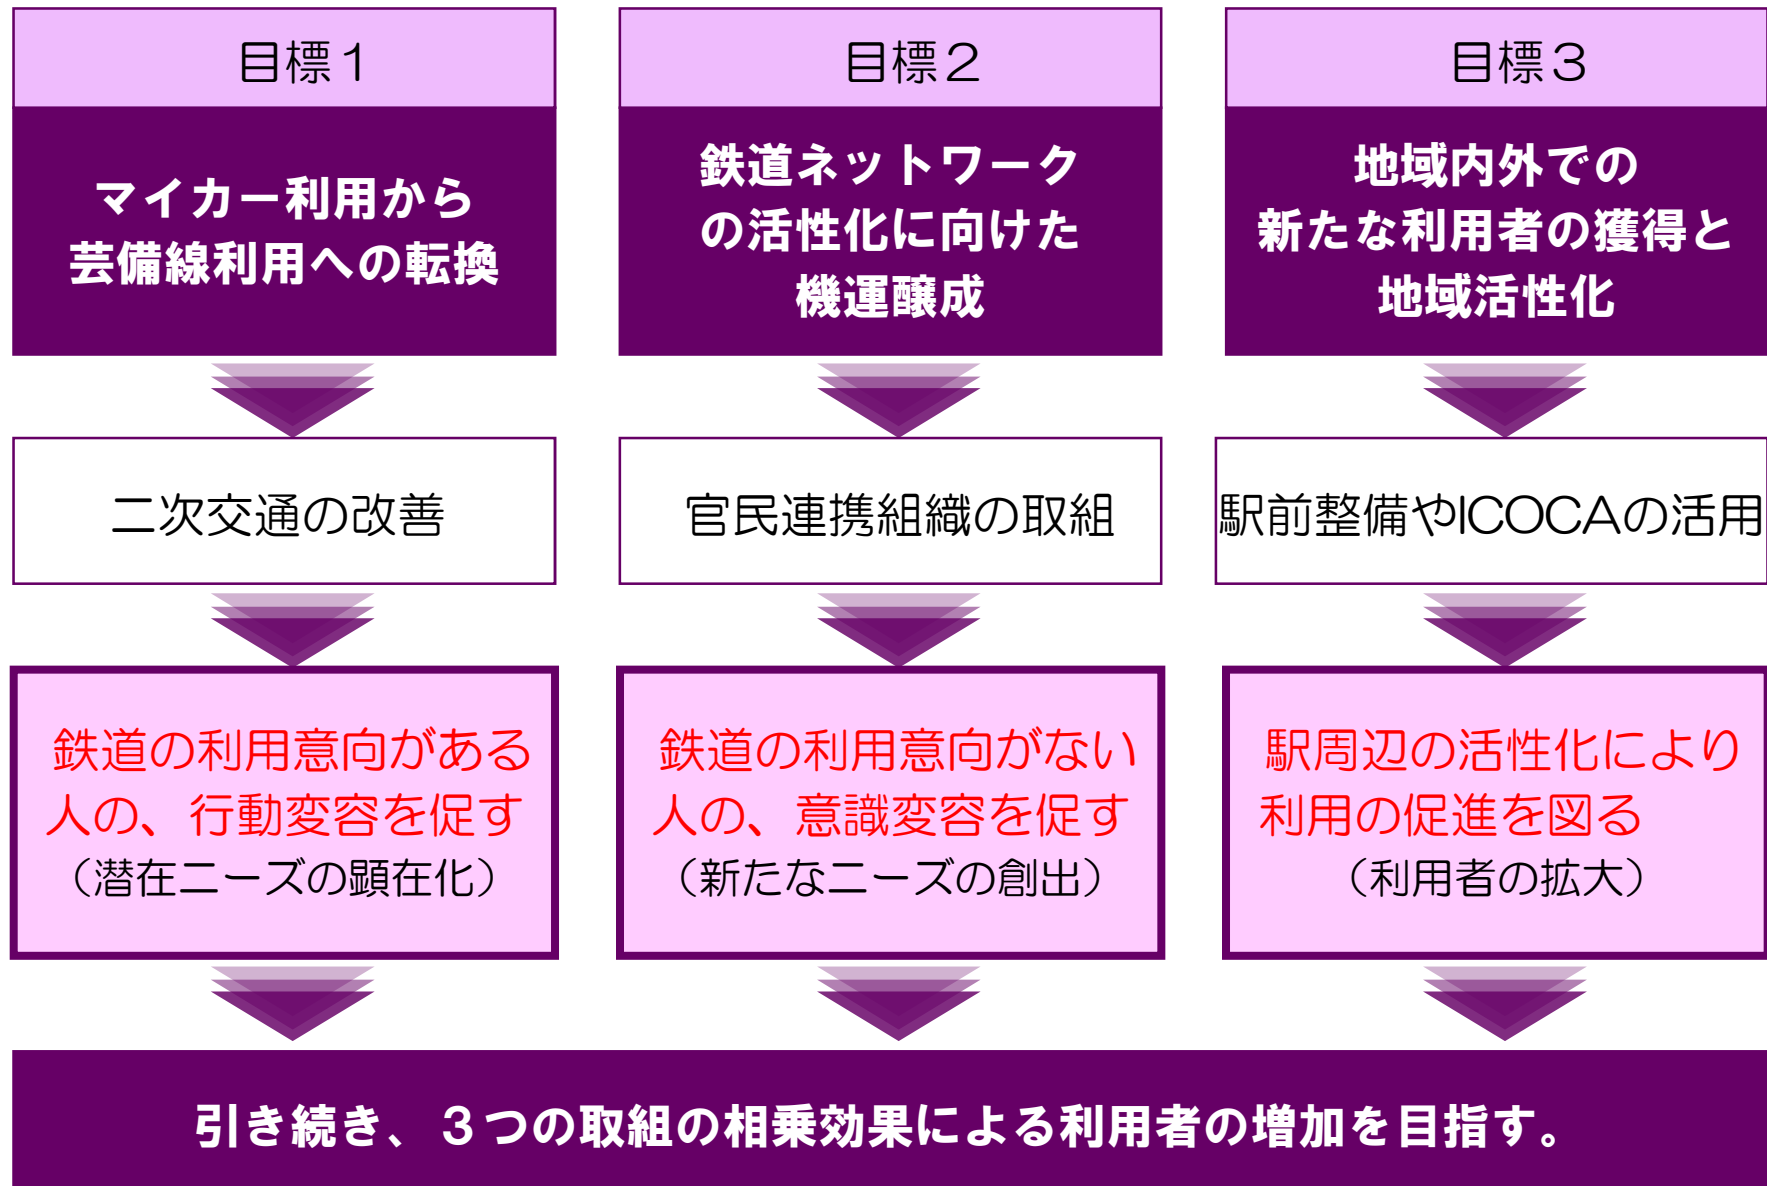 目標１
マイカー利用から
芸備線利用への転換
二次交通の改善
鉄道の利用意向がある
人の、行動変容を促す
（潜在ニーズの顕在化）
目標２
鉄道ネットワーク
の活性化に向けた
機運醸成
官民連携組織の取組
鉄道の利用意向がない
人の、意識変容を促す
（新たなニーズの創出）
目標３
地域内外での
新たな利用者の獲得と
地域活性化
駅前整備やICOCAの活用
駅周辺の活性化により
利用の促進を図る
（利用者の拡大）
引き続き、３つの取組の相乗効果による利用者の増加を目指す。